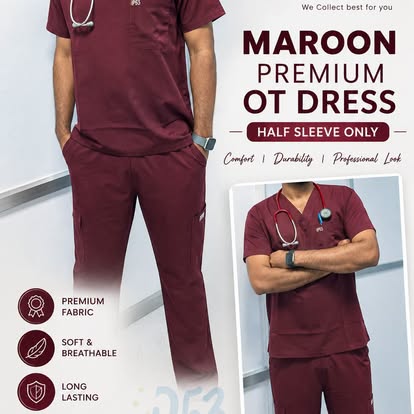 We Collect best for you
MAROON
PREMIUM
OT DRESS
HALF SLEEVE ONLY
Comfort | Durability | Professional Look
PREMIUM
FABRIC
SOFT &
BREATHABLE
LONG
LASTING